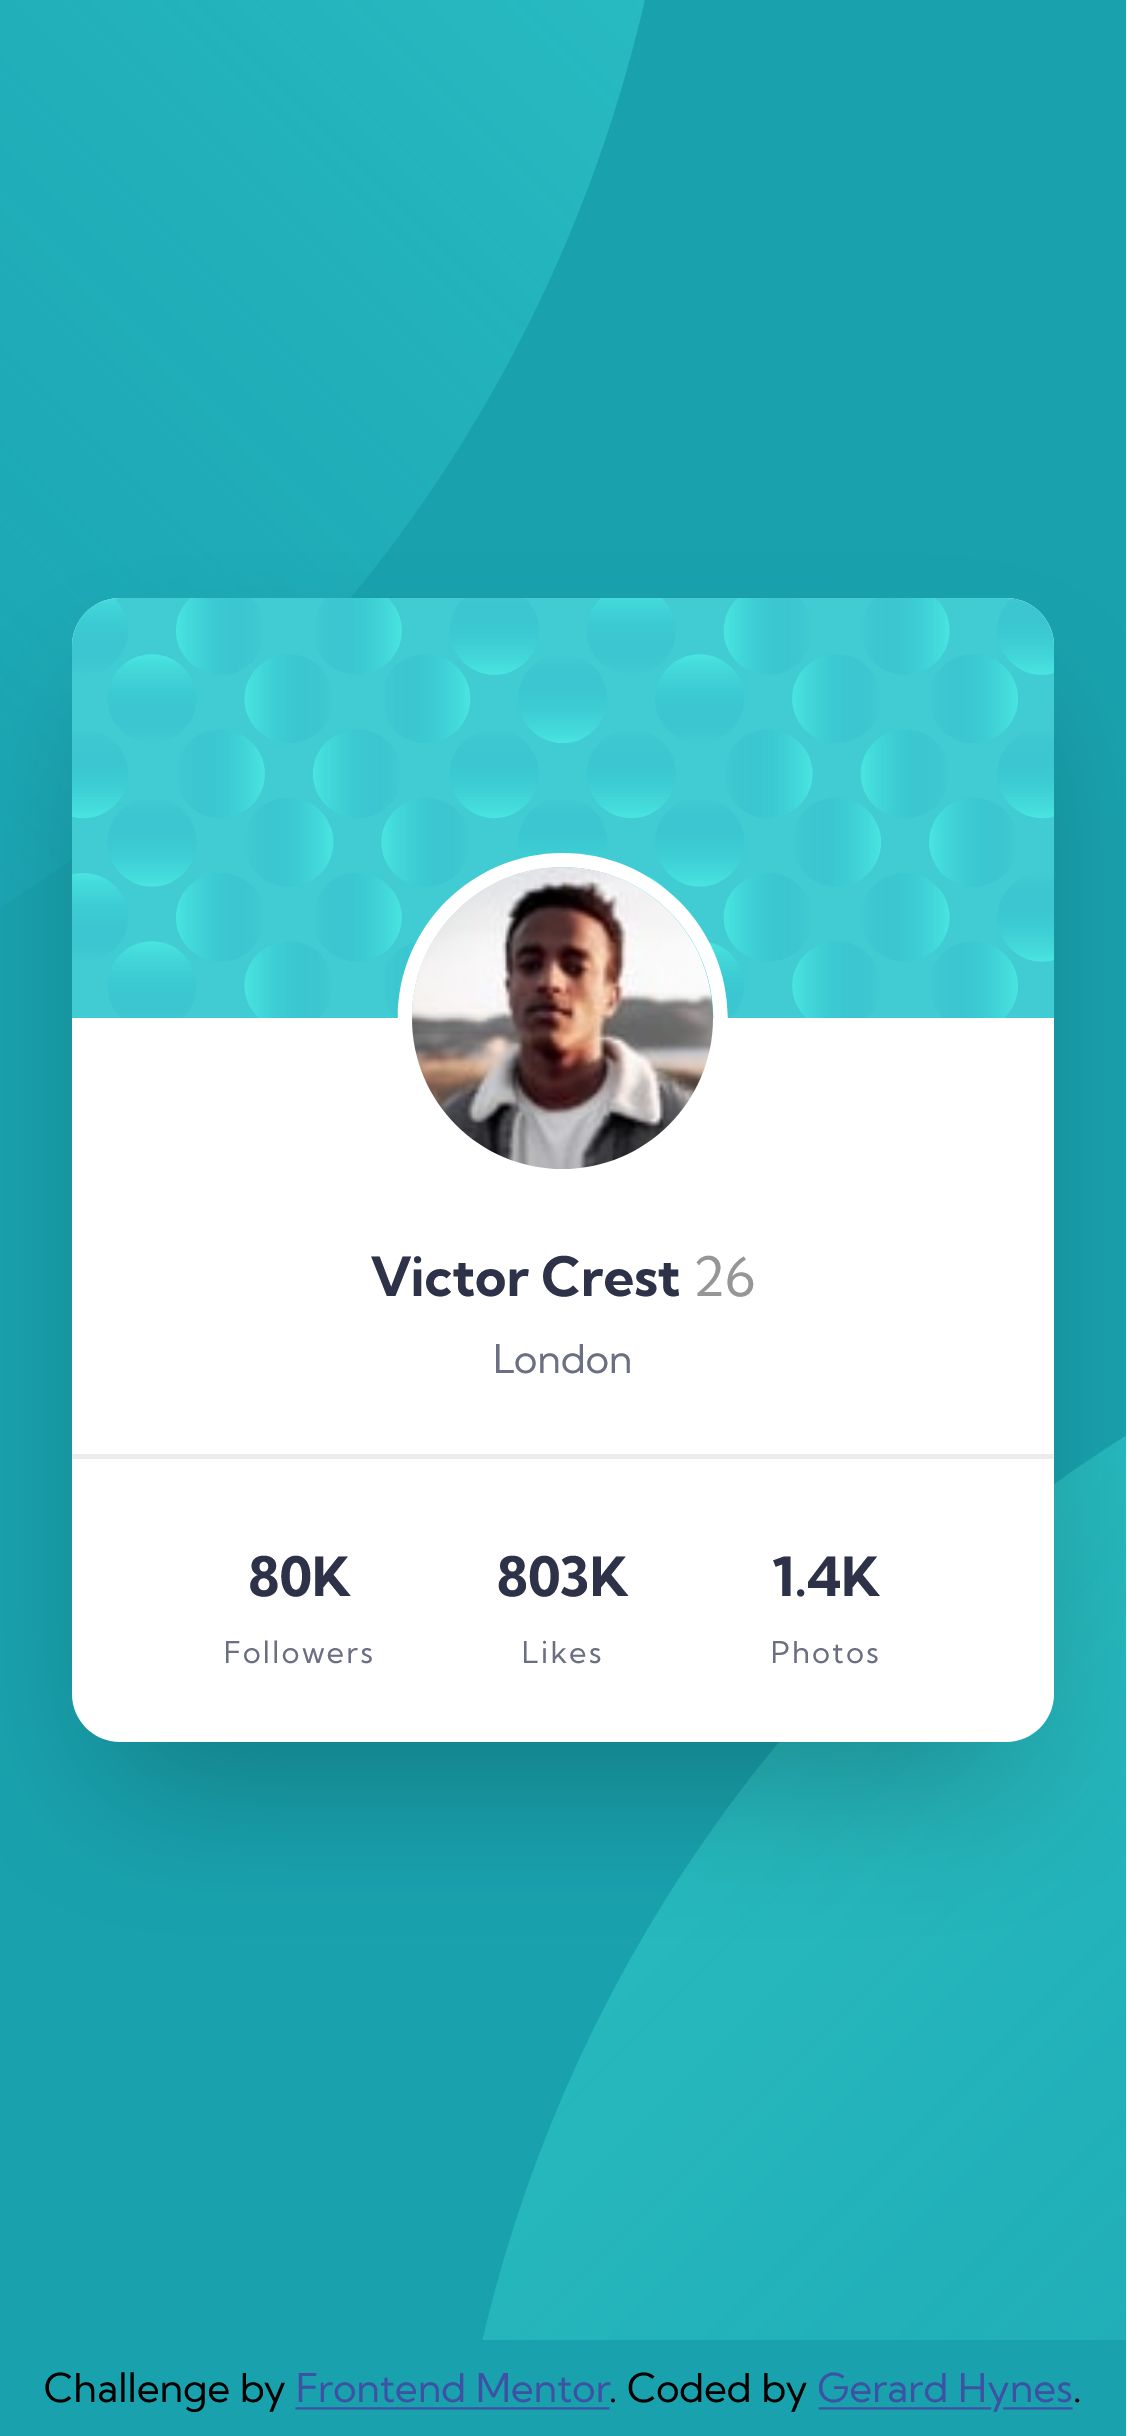 Victor Crest 26
London
80K 803K 1.4K
Followers Likes Photos
Challenge by Frontend Mentor. Coded by Gerard Hynes.